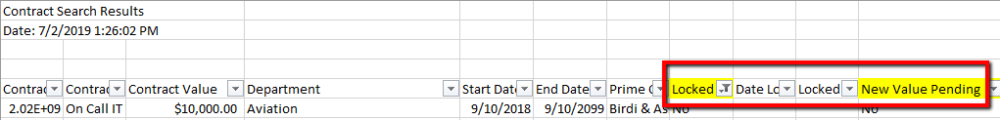 Contract Search Results
Date: 7/2/2019 1:26:02 PM
Contrac Contrac Contract Value Department Start Date End Date Prime C Locked Date Lo Locked New Value Pending
2.02E+09 On Call IT $10,000.00 Aviation 9/10/2018 9/10/2099 Birdi & As No No